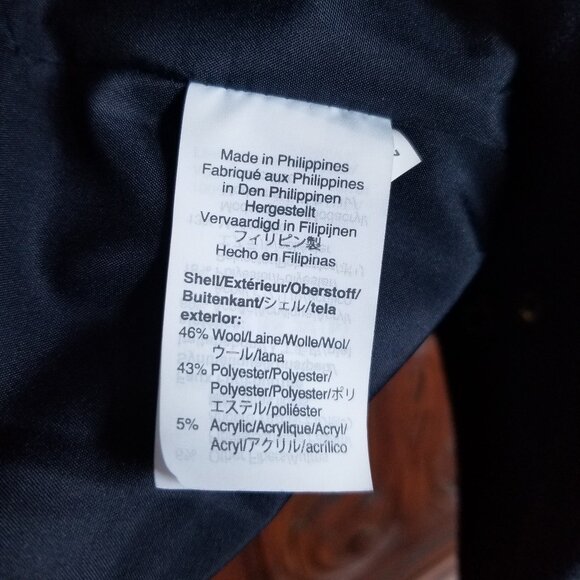 Made in Philippines
Fabriqué aux Philippines
in Den Philippinen
Hergestellt
Vervaardigd in Filipijnen
フィリピン製
Hecho en Filipinas
Shell/Extérieur/Oberstoff/
Buitenkant/シェル/tela
exterior:
46% Wool/Laine/Wolle/Wol/
ウール/lana
43% Polyester/Polyester/
Polyester/Polyester/ポリ
エステル/poliéster
5% Acrylic/Acrylique/Acryl/
Acryl/アクリル/acrílico